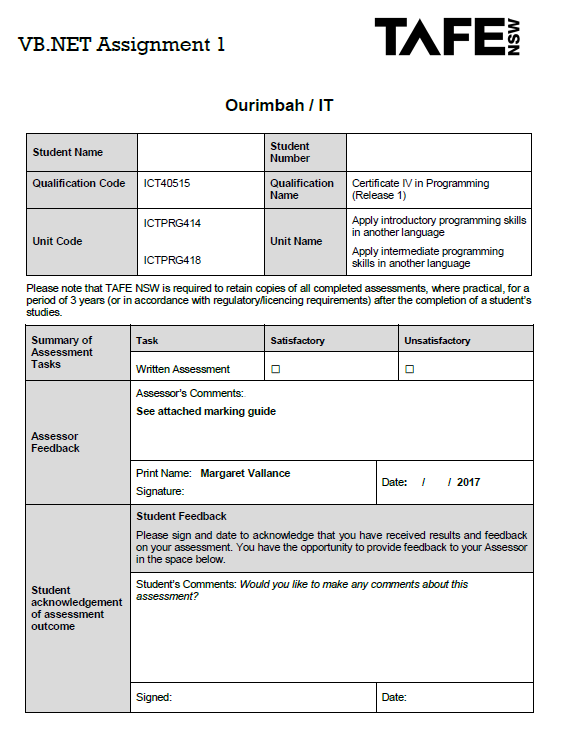 VB.NET Assignment 1
TAFE NSW
Ourimbah / IT
Student Name
Student
Number
Qualification Code
ICT40515
Qualification
Name
Certificate IV in Programming
(Release 1)
Unit Code
ICTPRG414
ICTPRG418
Unit Name
Apply introductory programming skills
in another language
Apply intermediate programming
skills in another language
Please note that TAFE NSW is required to retain copies of all completed assessments, where practical, for a
period of 3 years (or in accordance with regulatory/licencing requirements) after the completion of a student's
studies.
Summary of
Assessment
Tasks
Task
Satisfactory
Unsatisfactory
Written Assessment
☐
☐
Assessor
Feedback
Assessor's Comments:
See attached marking guide
Print Name: Margaret Vallance
Signature:
Date: / / 2017
Student
acknowledgement
of assessment
outcome
Student Feedback
Please sign and date to acknowledge that you have received results and feedback
on your assessment. You have the opportunity to provide feedback to your Assessor
in the space below.
Student's Comments: Would you like to make any comments about this
assessment?
Signed:
Date: